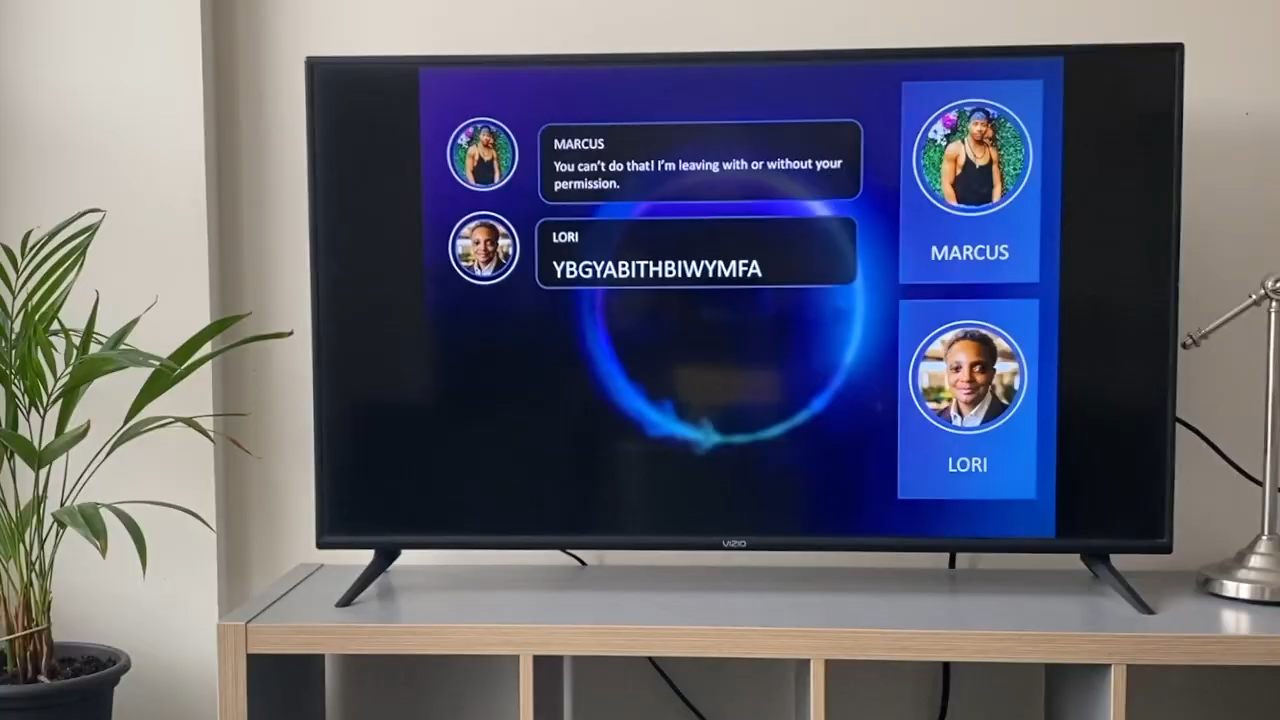 MARCUS
You can't do that! I'm leaving with or without your
permission.
LORI
YBGYABITHBIWYMFA
MARCUS
LORI
VIZIO